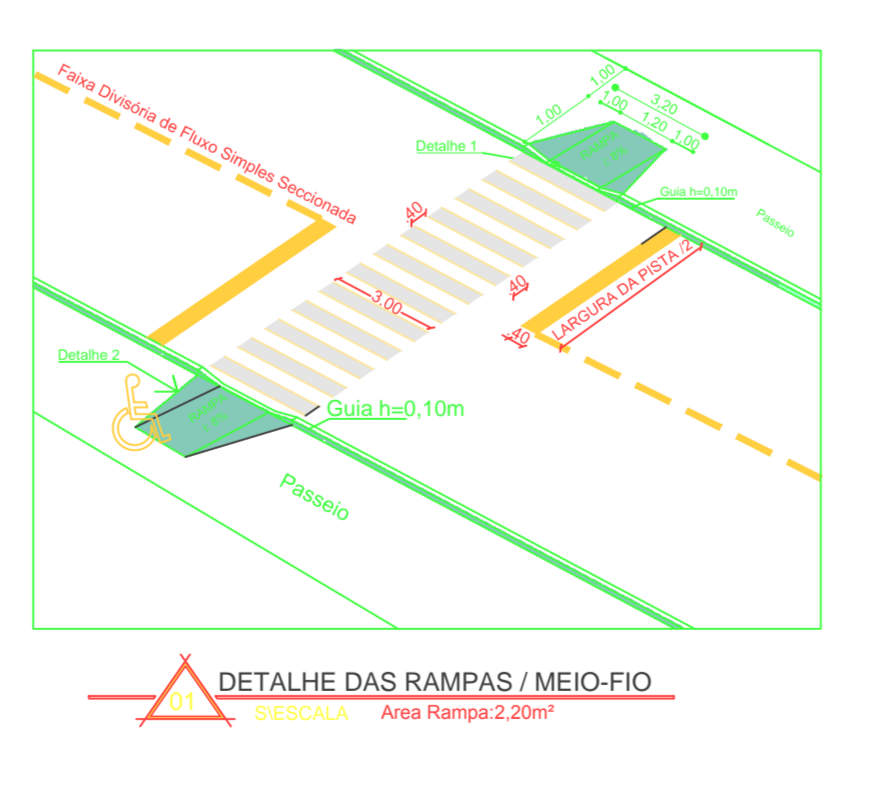 Faixa Divisória de Fluxo Simples Seccionada
1,00
1,00
1,00
3,20
1,20
1,00
Detalhe 1
RAMPA
Guia h=0,10m
Passeio
.40
.40
3.00
LARGURA DA PISTA /2
.40
Detalhe 2
RAMPA
Guia h=0,10m
Passeio
DETALHE DAS RAMPAS / MEIO-FIO
01
S\ESCALA
Area Rampa:2,20m²